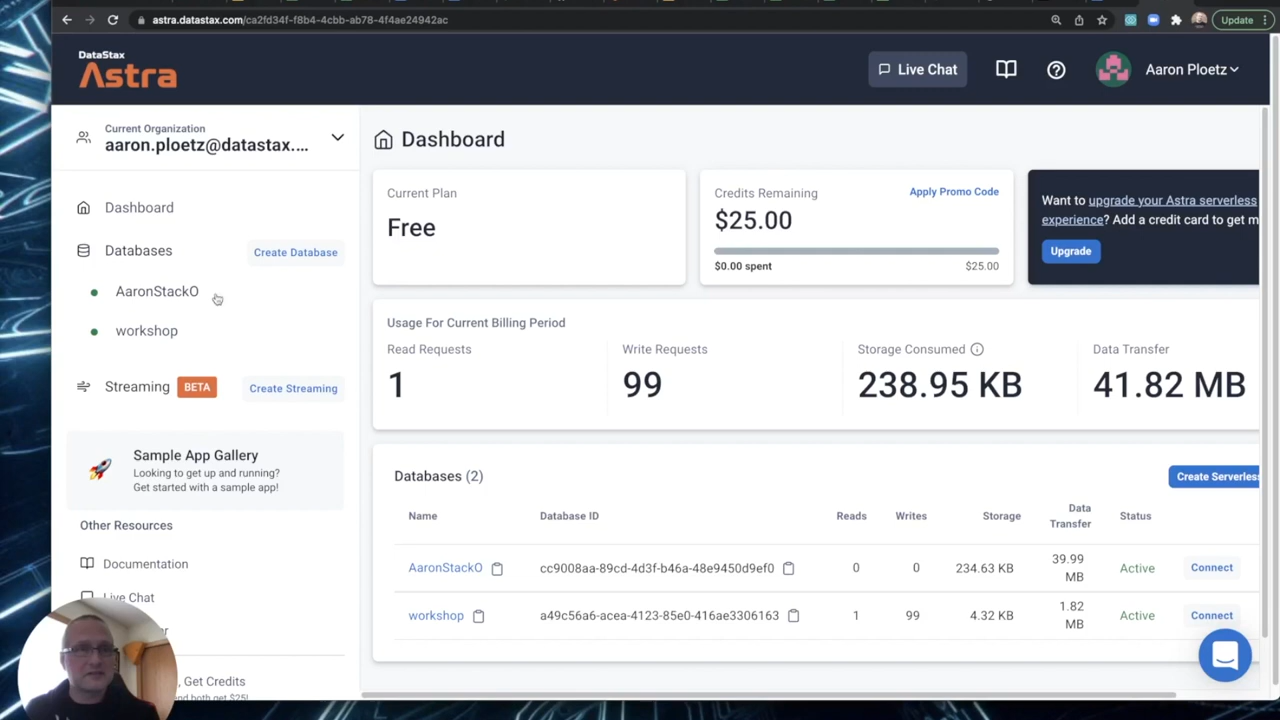 astra.datastax.com/ca2fd34f-f8b4-4cbb-ab78-4f4ae24942ac
Update
DataStax
Astra
Live Chat
Aaron Ploetz
Current Organization
aaron.ploetz@datastax....
Dashboard
Databases
Create Database
AaronStackO
workshop
Streaming
BETA
Create Streaming
Sample App Gallery
Looking to get up and running?
Get started with a sample app!
Other Resources
Documentation
Live Chat
Get Credits
end both get $25!
Dashboard
Current Plan
Free
Credits Remaining
Apply Promo Code
$25.00
$0.00 spent
$25.00
Want to upgrade your Astra serverless
experience? Add a credit card to get m
Upgrade
Usage For Current Billing Period
Read Requests
1
Write Requests
99
Storage Consumed
238.95 KB
Data Transfer
41.82 MB
Databases (2)
Create Serverless
Name Database ID Reads Writes Storage Data Transfer Status
AaronStackO cc9008aa-89cd-4d3f-b46a-48e9450d9ef0 0 0 234.63 KB 39.99 MB Active Connect
workshop a49c56a6-acea-4123-85e0-416ae3306163 1 99 4.32 KB 1.82 MB Active Connect